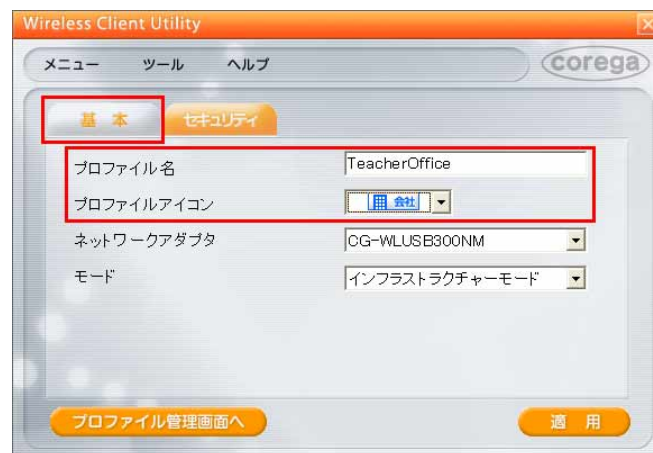 Wireless Client Utility
メニュー ツール ヘルプ corega
基本 セキュリティ
プロファイル名 TeacherOffice
プロファイルアイコン 会社
ネットワークアダプタ CG-WLUSB300NM
モード インフラストラクチャーモード
プロファイル管理画面へ 適用